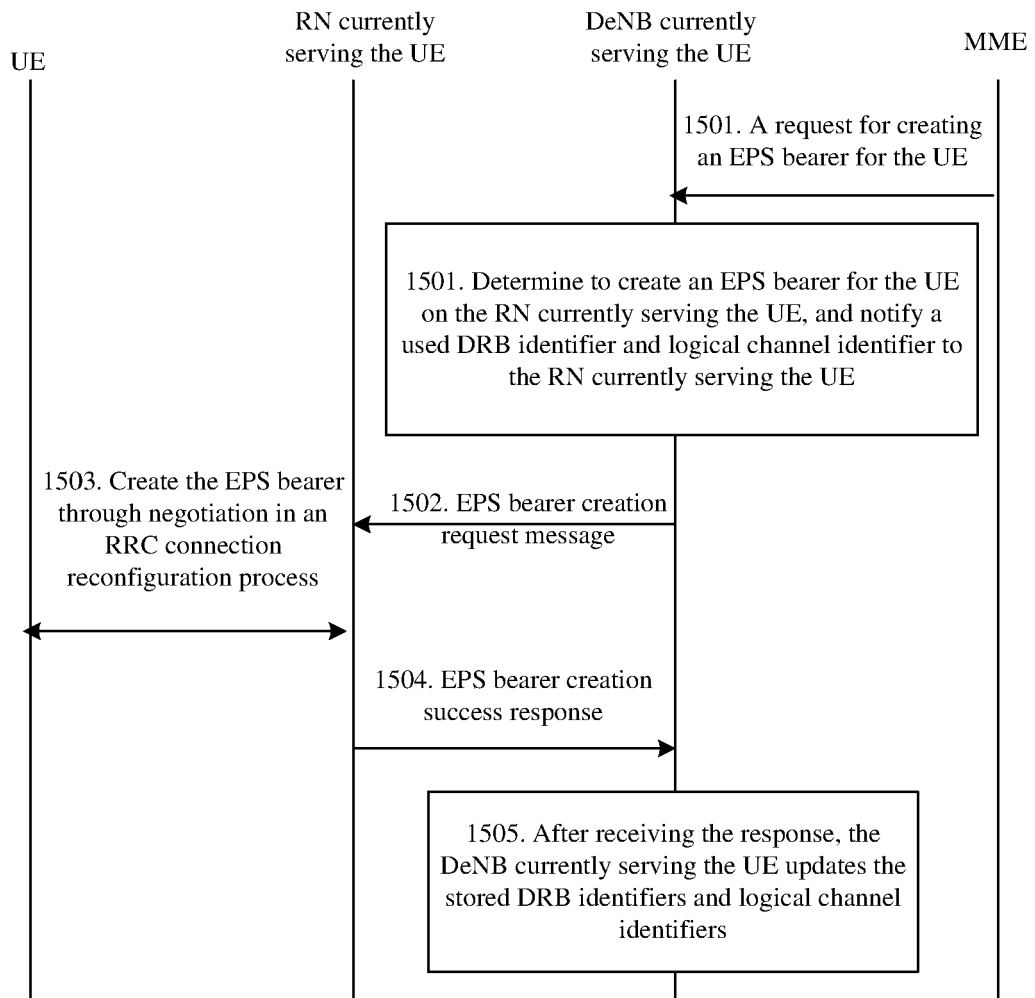 UE
RN currently
serving the UE
DeNB currently
serving the UE
MME
1501. A request for creating
an EPS bearer for the UE
1501. Determine to create an EPS bearer for the UE
on the RN currently serving the UE, and notify a
used DRB identifier and logical channel identifier to
the RN currently serving the UE
1503. Create the EPS bearer
through negotiation in an
RRC connection
reconfiguration process
1502. EPS bearer creation
request message
1504. EPS bearer creation
success response
1505. After receiving the response, the
DeNB currently serving the UE updates the
stored DRB identifiers and logical channel
identifiers